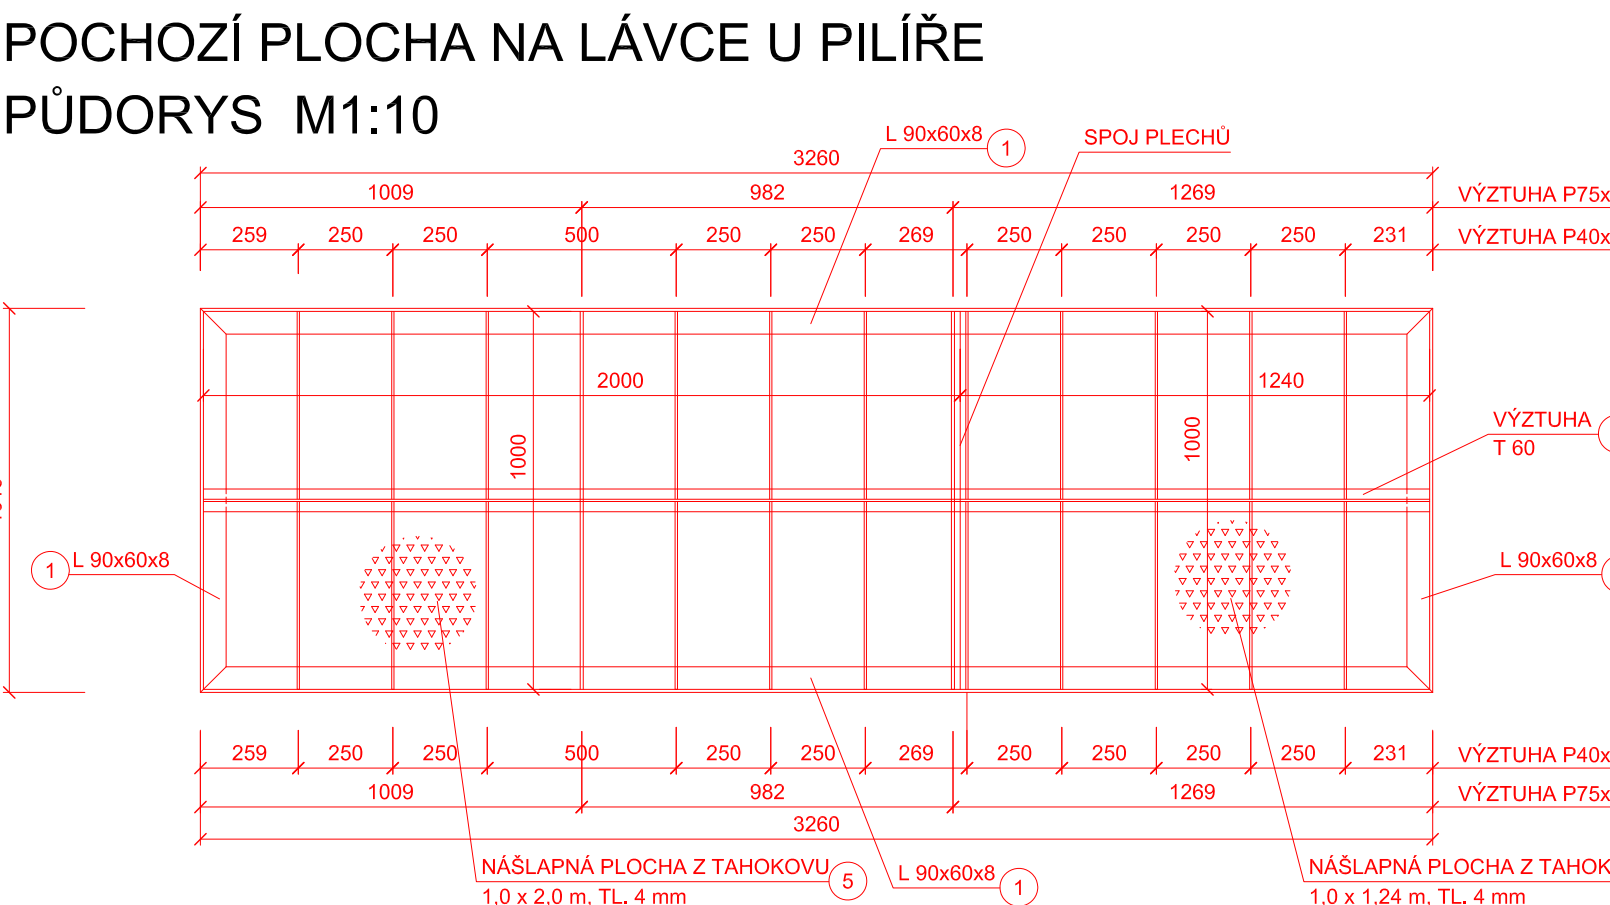 POCHOZÍ PLOCHA NA LÁVCE U PILÍŘE
PŮDORYS M1:10
L 90x60x8 1
SPOJ PLECHŮ
3260
1009 982 1269 VÝZTUHA P75x
259 250 250 500 250 250 269 250 250 250 250 231 VÝZTUHA P40x
2000 1240
1000 1000
VÝZTUHA
T 60
1 L 90x60x8
L 90x60x8
259 250 250 500 250 250 269 250 250 250 250 231 VÝZTUHA P40x
1009 982 1269 VÝZTUHA P75x
3260
NÁŠLAPNÁ PLOCHA Z TAHOKOVU 5
1,0 x 2,0 m, TL. 4 mm
L 90x60x8 1
NÁŠLAPNÁ PLOCHA Z TAHOK
1,0 x 1,24 m, TL. 4 mm